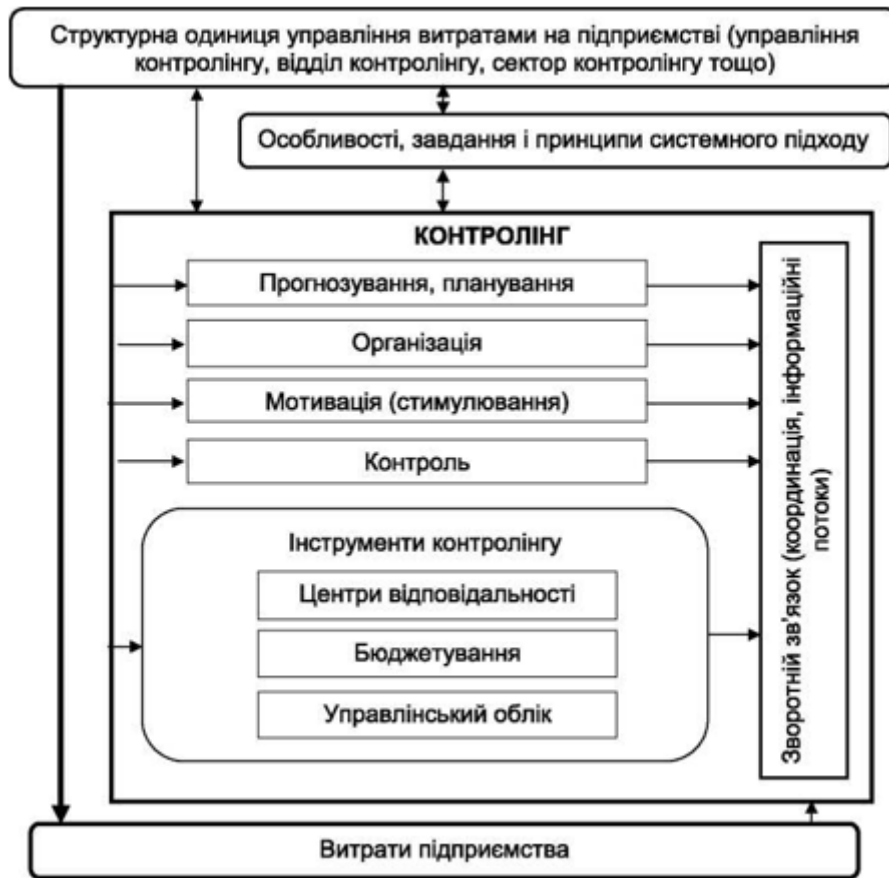 Структурна одиниця управління витратами на підприємстві (управління
контролінгу, відділ контролінгу, сектор контролінгу тощо)
Особливості, завдання і принципи системного підходу
КОНТРОЛІНГ
Прогнозування, планування
Організація
Мотивація (стимулювання)
Контроль
Інструменти контролінгу
Центри відповідальності
Бюджетування
Управлінський облік
Зворотній зв'язок (координація, інформаційні
потоки)
Витрати підприємства